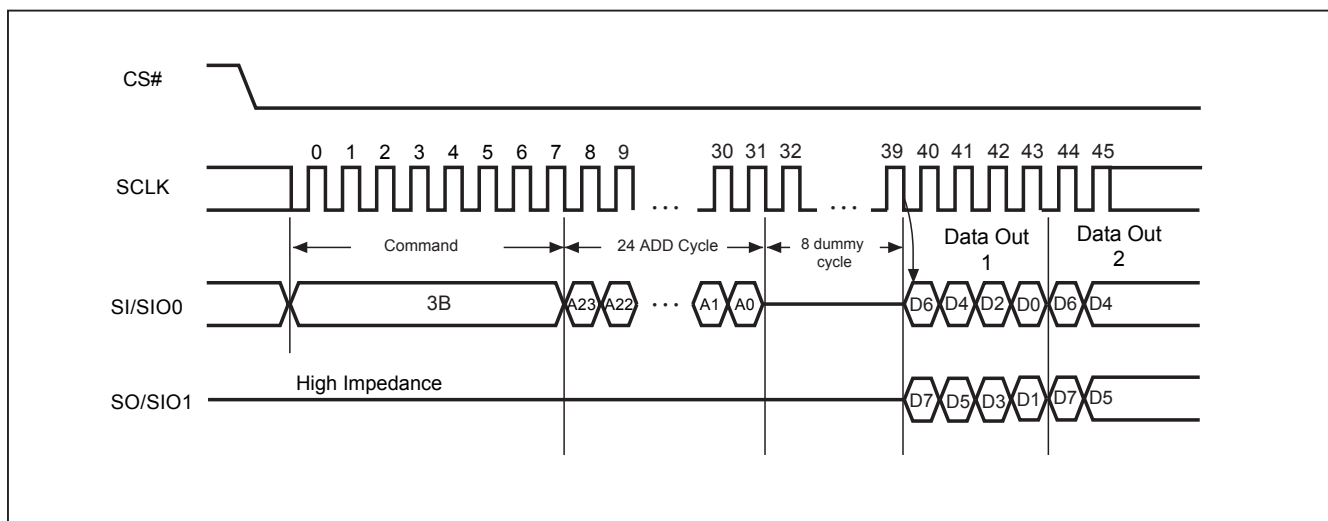 CS#
0 1 2 3 4 5 6 7 8 9 30 31 32 39 40 41 42 43 44 45
SCLK
... ...
Command 24 ADD Cycle 8 dummy cycle Data Out 1 Data Out 2
SI/SIO0 3B A23 A22 ... A1 A0 D6 D4 D2 D0 D6 D4
High Impedance
SO/SIO1 D7 D5 D3 D1 D7 D5